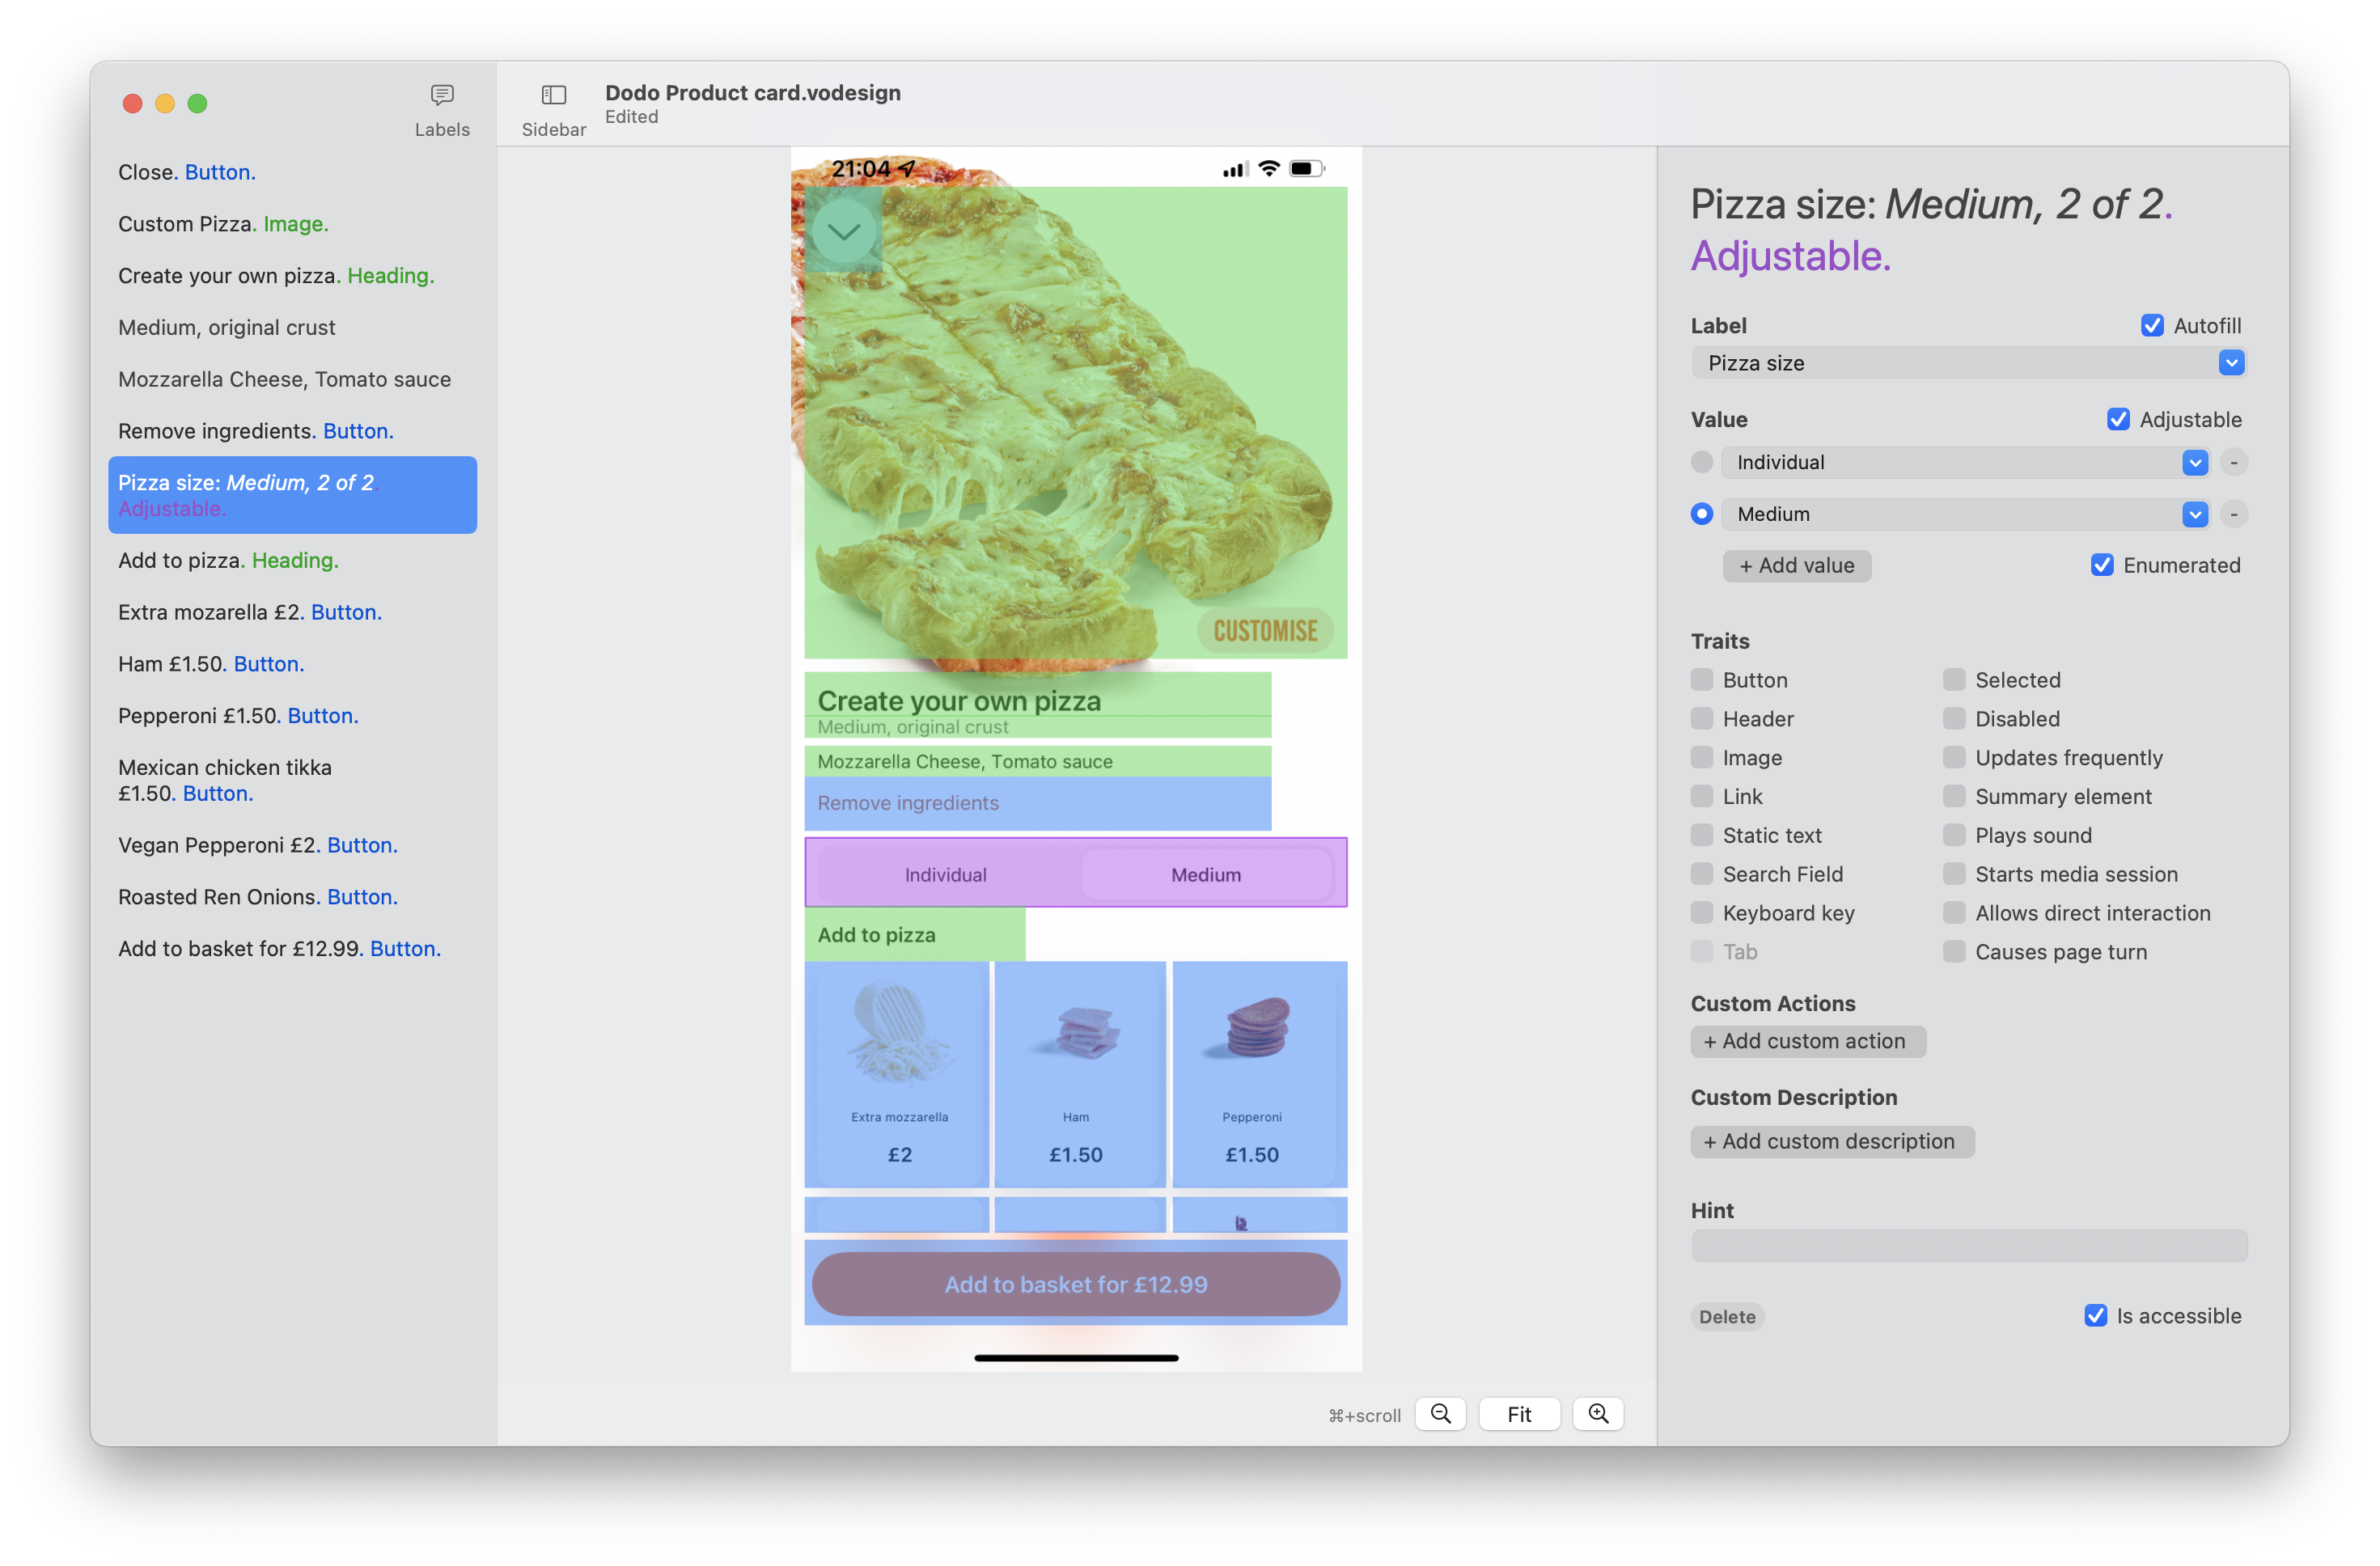 Labels
Sidebar
Dodo Product card.vodesign
Edited
Close. Button.
Custom Pizza. Image.
Create your own pizza. Heading.
Medium, original crust
Mozzarella Cheese, Tomato sauce
Remove ingredients. Button.
Pizza size: Medium, 2 of 2.
Adjustable.
Add to pizza. Heading.
Extra mozarella £2. Button.
Ham £1.50. Button.
Pepperoni £1.50. Button.
Mexican chicken tikka
£1.50. Button.
Vegan Pepperoni £2. Button.
Roasted Ren Onions. Button.
Add to basket for £12.99. Button.
21:04
CUSTOMISE
Create your own pizza
Medium, original crust
Mozzarella Cheese, Tomato sauce
Remove ingredients
Individual
Medium
Add to pizza
Extra mozzarella
£2
Ham
£1.50
Pepperoni
£1.50
Add to basket for £12.99
⌘+scroll
Fit
Pizza size: Medium, 2 of 2.
Adjustable.
Label
Autofill
Pizza size
Value
Adjustable
Individual
-
Medium
-
+ Add value
Enumerated
Traits
Button
Selected
Header
Disabled
Image
Updates frequently
Link
Summary element
Static text
Plays sound
Search Field
Starts media session
Keyboard key
Allows direct interaction
Tab
Causes page turn
Custom Actions
+ Add custom action
Custom Description
+ Add custom description
Hint
Delete
Is accessible